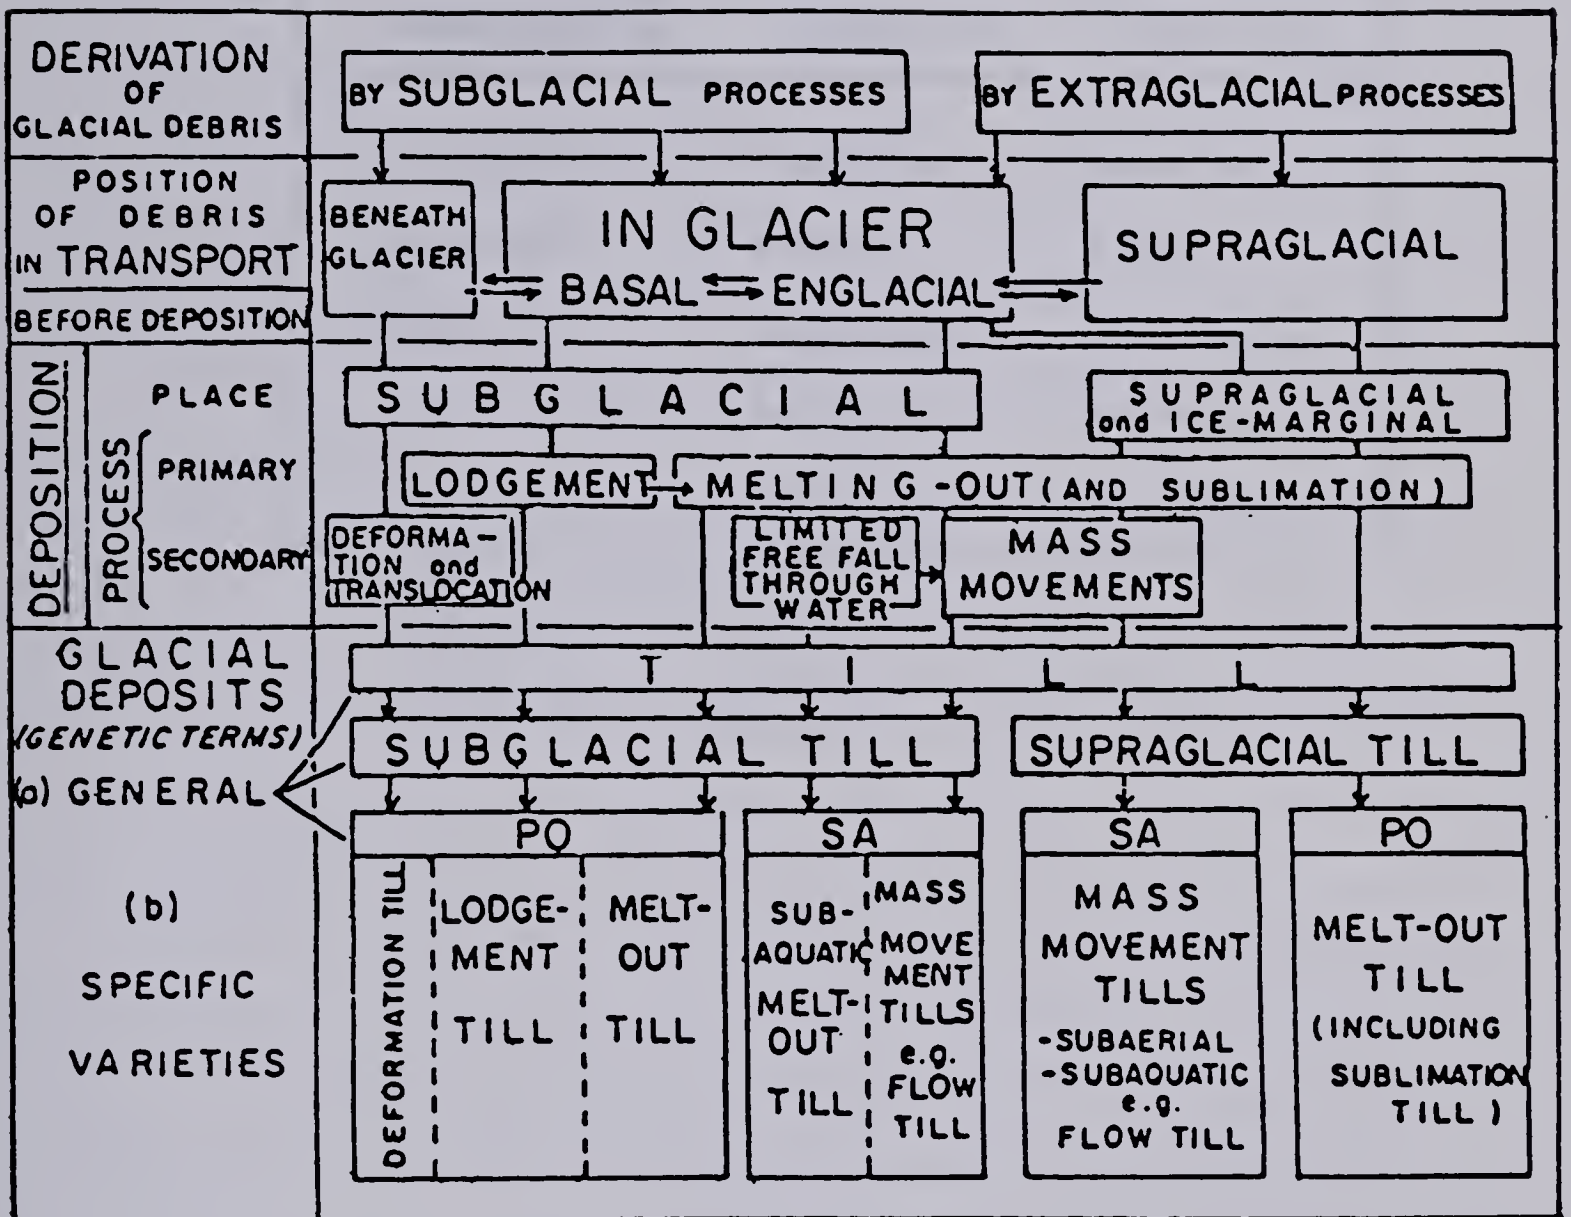 DERIVATION
OF
GLACIAL DEBRIS
BY SUBGLACIAL PROCESSES
BY EXTRAGLACIAL PROCESSES
POSITION
OF DEBRIS
IN TRANSPORT
BEFORE DEPOSITION
BENEATH
GLACIER
IN GLACIER
BASAL ENGLACIAL
SUPRAGLACIAL
DEPOSITION
PLACE
PROCESS
PRIMARY
SECONDARY
SUBGLACIAL
SUPRAGLACIAL
and ICE-MARGINAL
LODGEMENT
MELTING-OUT (AND SUBLIMATION)
DEFORMA-
TION and
TRANSLOCATION
LIMITED
FREE FALL
THROUGH
WATER
MASS
MOVEMENTS
GLACIAL
DEPOSITS
(GENETIC TERMS)
(a) GENERAL
TILL
SUBGLACIAL TILL
SUPRAGLACIAL TILL
(b)
SPECIFIC
VARIETIES
PO
DEFORMATION TILL
LODGE-
MENT
TILL
MELT-
OUT
TILL
SA
SUB-
AQUATIC
MELT-
OUT
TILL
MASS
MOVE
MENT
TILLS
e.g.
FLOW
TILL
SA
MASS
MOVEMENT
TILLS
-SUBAERIAL
-SUBAQUATIC
e.g.
FLOW TILL
PO
MELT-OUT
TILL
(INCLUDING
SUBLIMATION
TILL)